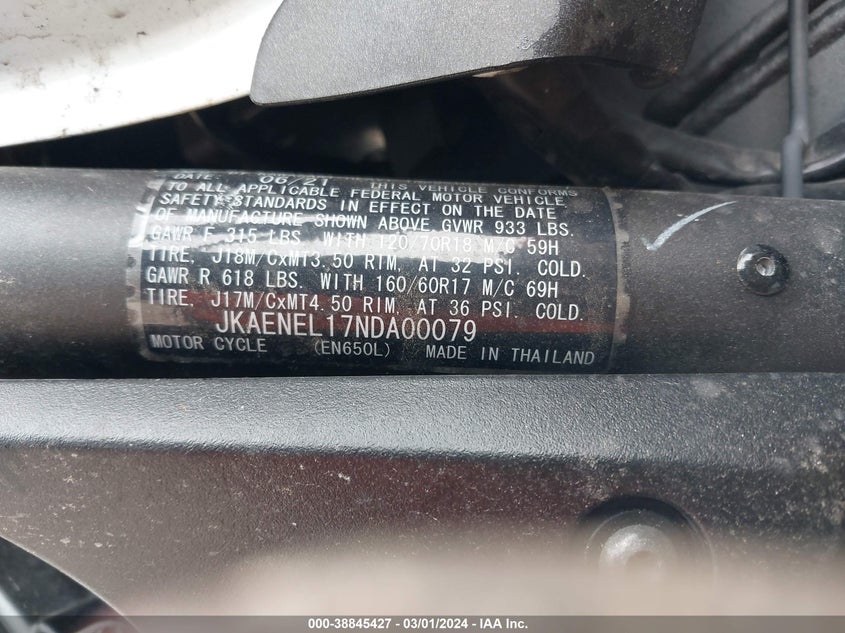 DATE: 06/21 THIS VEHICLE CONFORMS
TO ALL APPLICABLE FEDERAL MOTOR VEHICLE
SAFETY STANDARDS IN EFFECT ON THE DATE
OF MANUFACTURE SHOWN ABOVE GVWR 933 LBS.
GAWR F 315 LBS. WITH 120/70R18 M/C 59H
TIRE, J18M/CxMT3.50 RIM, AT 32 PSI. COLD.
GAWR R 618 LBS. WITH 160/60R17 M/C 69H
TIRE, J17M/CxMT4.50 RIM, AT 36 PSI. COLD.
JKAENEL17NDA00079
MOTOR CYCLE (EN650L) MADE IN THAILAND
000-38845427 - 03/01/2024 - IAA Inc.